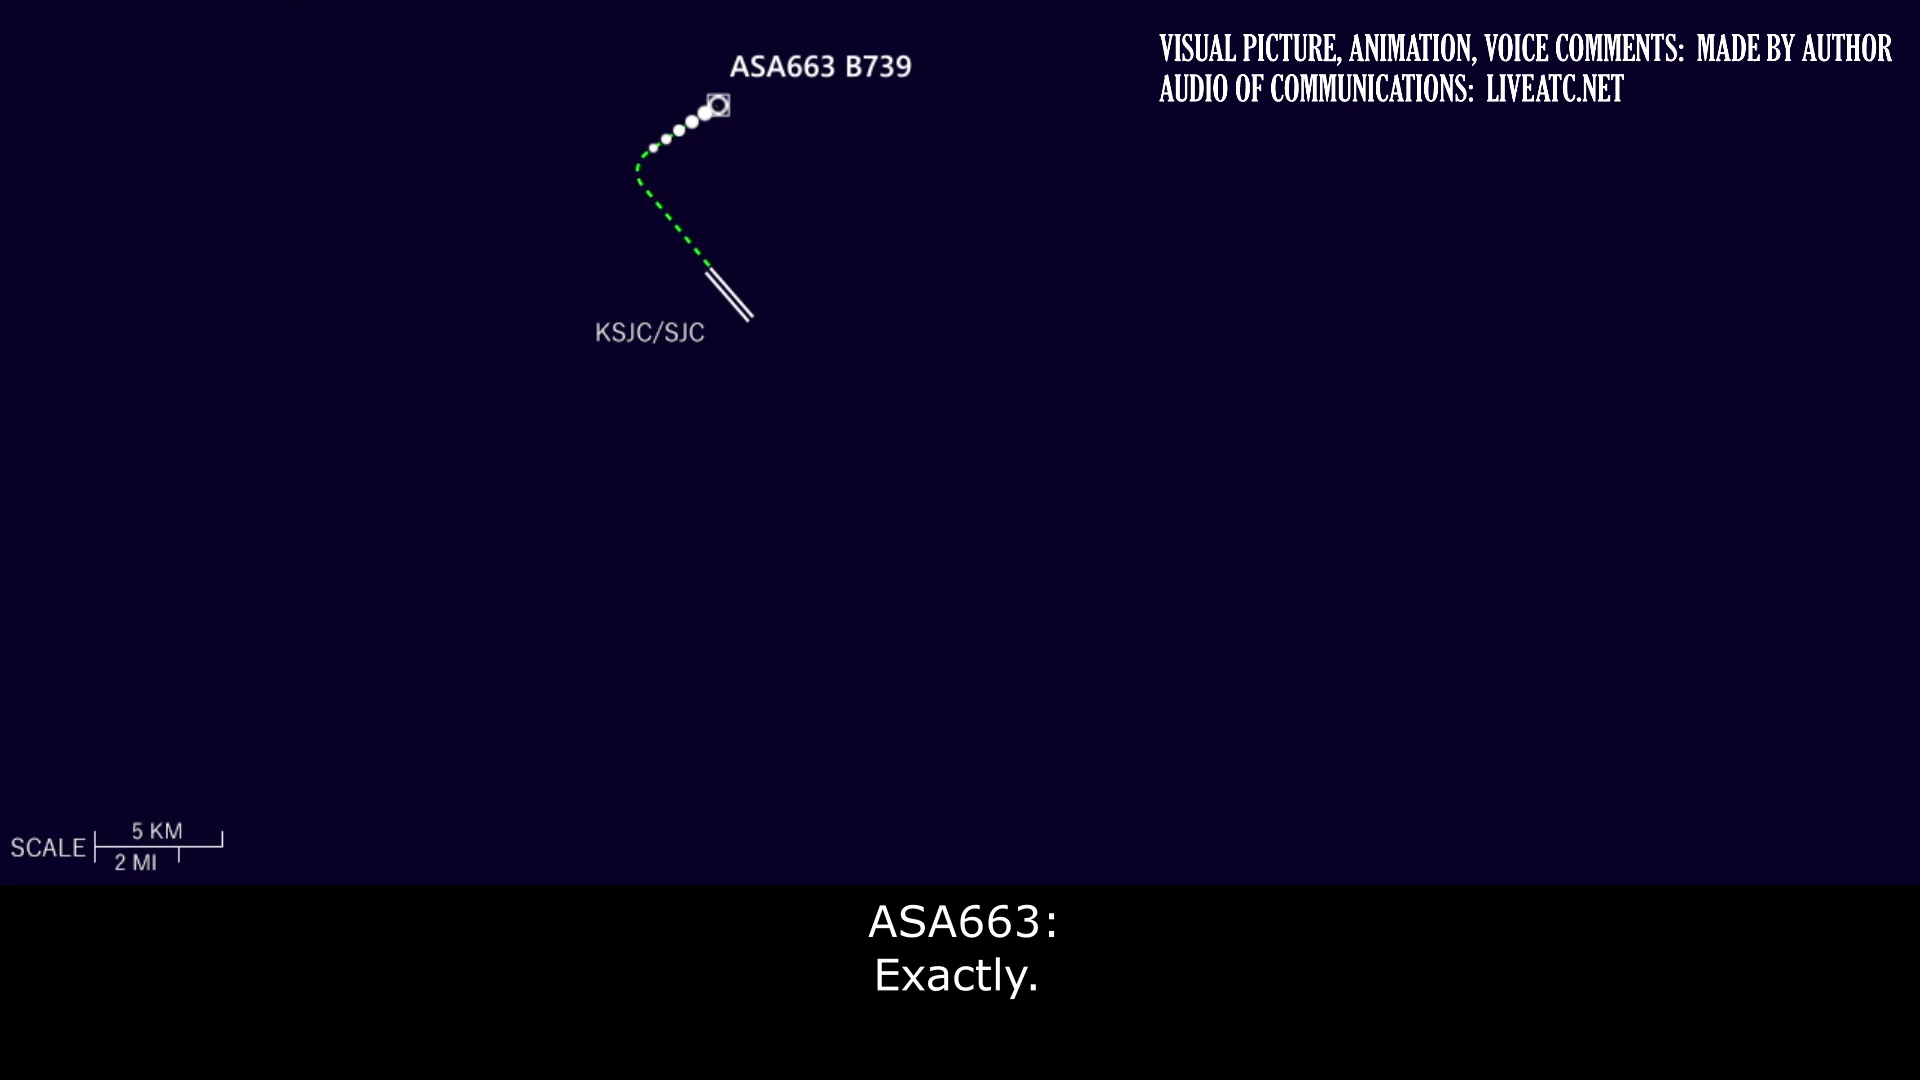 ASA663 B739
VISUAL PICTURE, ANIMATION, VOICE COMMENTS: MADE BY AUTHOR
AUDIO OF COMMUNICATIONS: LIVEATC.NET
KSJC/SJC
5 KM
SCALE
2 MI
ASA663:
Exactly.